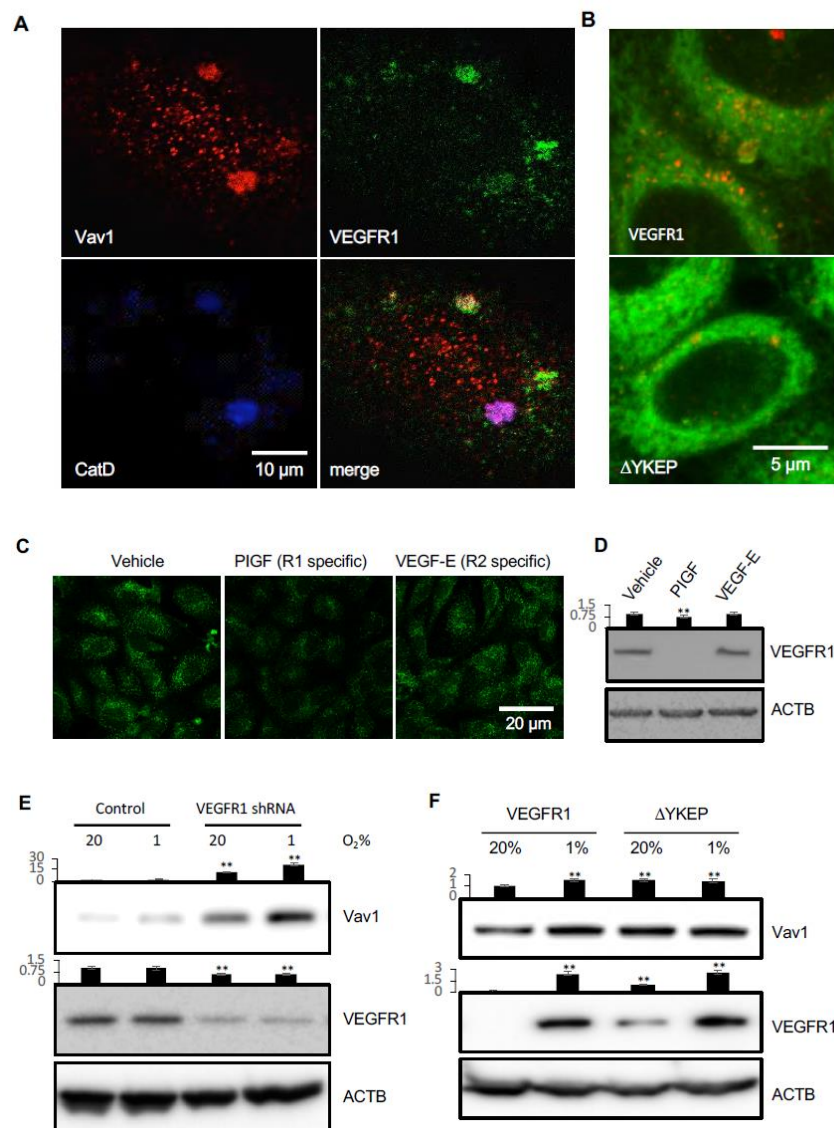 A
B
Vav1
VEGFR1
CatD
10 µm
merge
VEGFR1
ΔYKEP
5 µm
C
Vehicle
PIGF (R1 specific)
VEGF-E (R2 specific)
20 µm
D
Vehicle
PIGF
VEGF-E
1.5
0.75
0
**
VEGFR1
ACTB
E
Control
VEGFR1 shRNA
20
1
20
1
O2%
30
15
0
**
**
Vav1
1.5
0.75
0
**
**
VEGFR1
ACTB
F
VEGFR1
ΔYKEP
20%
1%
20%
1%
2
1
0
**
**
**
Vav1
3
1.5
0
**
**
**
VEGFR1
ACTB